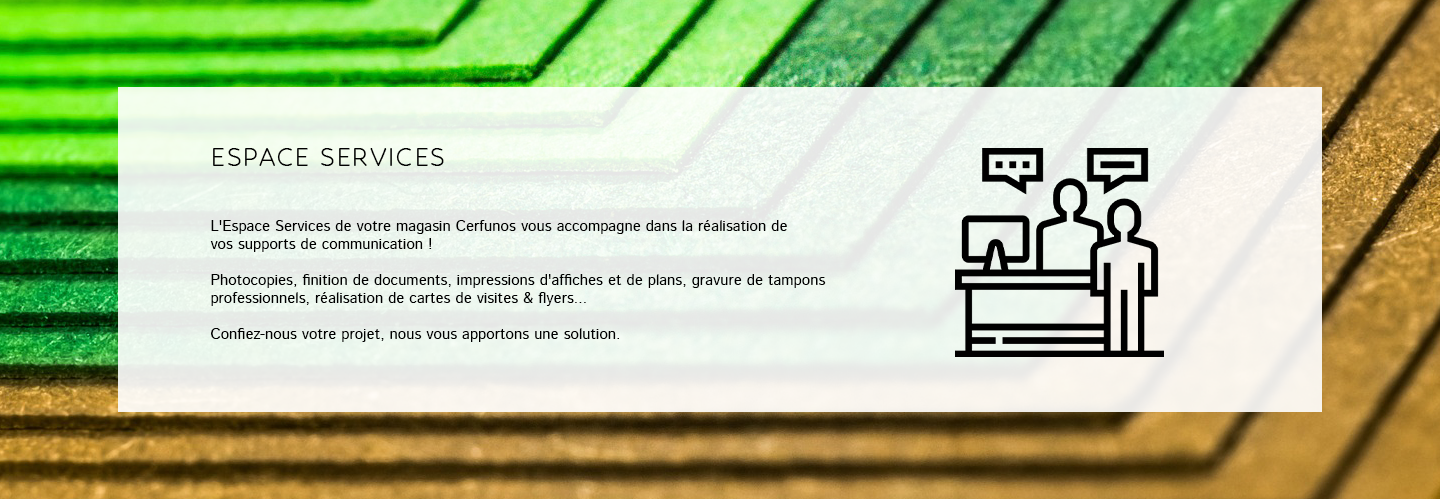 ESPACE SERVICES
L'Espace Services de votre magasin Cerfunos vous accompagne dans la réalisation de
vos supports de communication !
Photocopies, finition de documents, impressions d'affiches et de plans, gravure de tampons
professionnels, réalisation de cartes de visites & flyers...
Confiez-nous votre projet, nous vous apportons une solution.